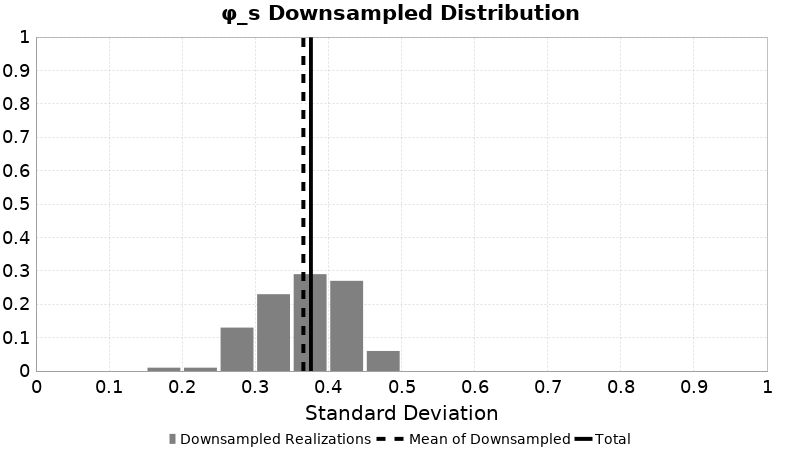 φ_s Downsampled Distribution
1
0.9
0.8
0.7
0.6
0.5
0.4
0.3
0.2
0.1
0
0 0.1 0.2 0.3 0.4 0.5 0.6 0.7 0.8 0.9 1
Standard Deviation
Downsampled Realizations Mean of Downsampled Total